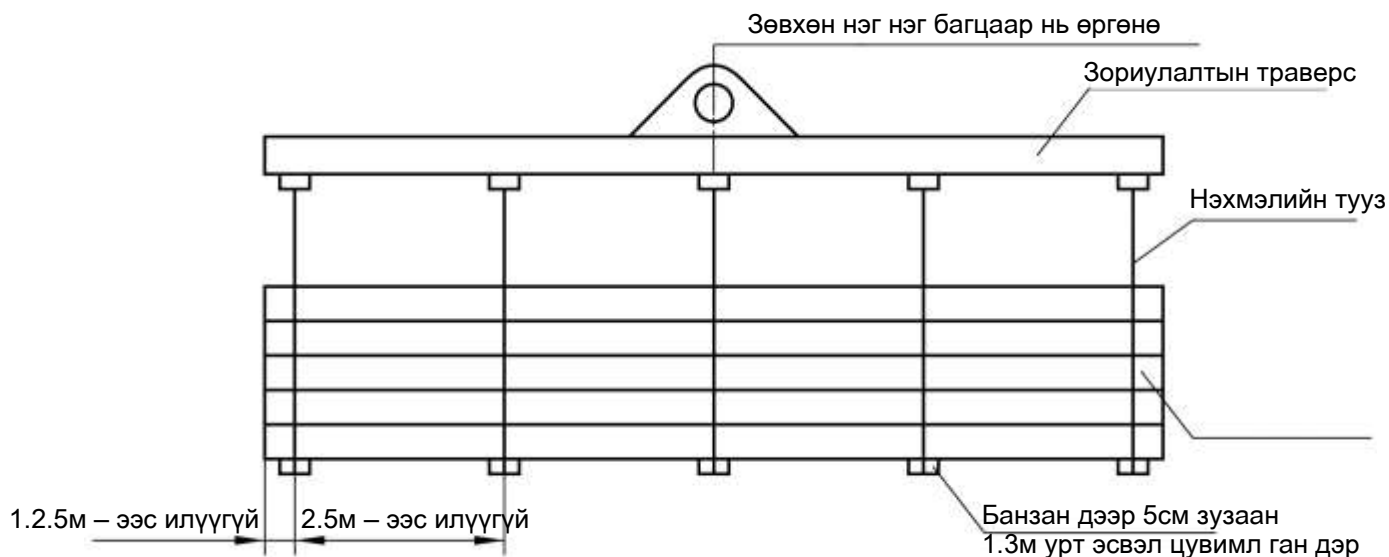 Зөвхөн нэг нэг багцаар нь өргөнө
Зориулалтын траверс
Нэхмэлийн тууз
1.2.5м – ээс илүүгүй
2.5м – ээс илүүгүй
Банзан дээр 5см зузаан
1.3м урт эсвэл цувимл ган дэр